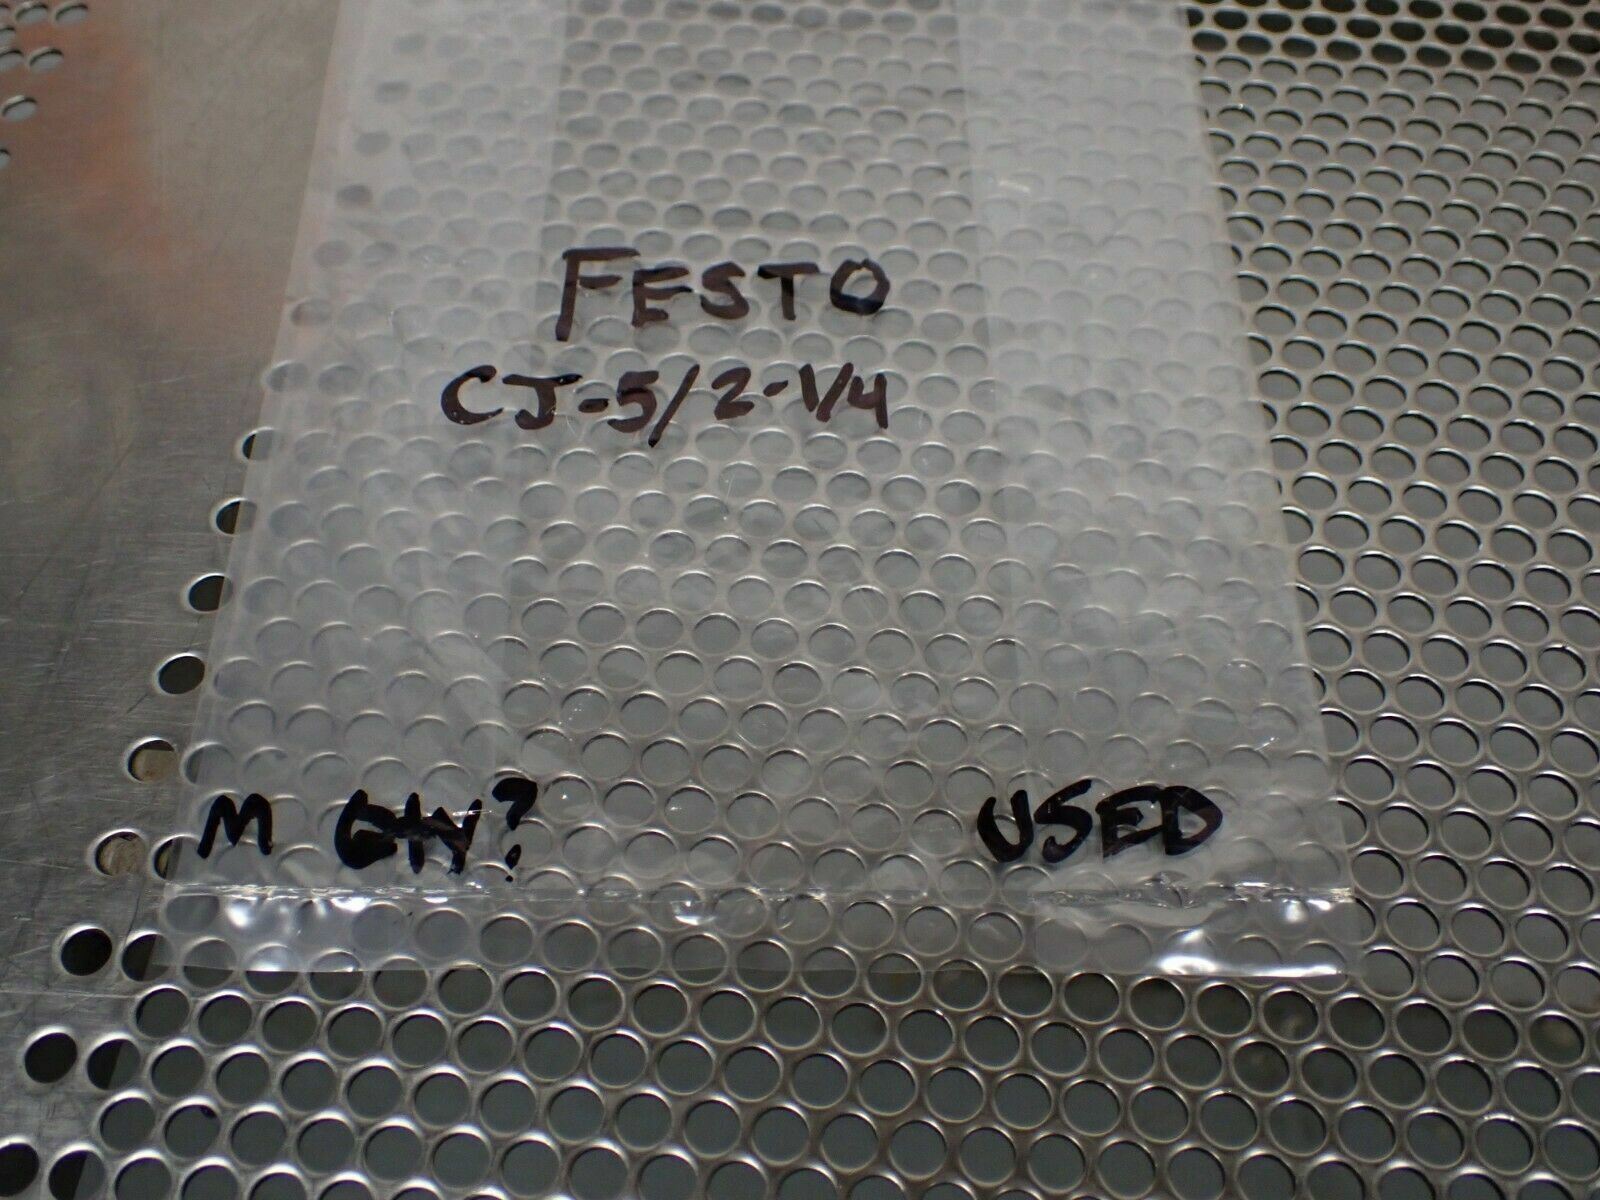 FESTO
CJ-5/2-1/4
M QTY? USED